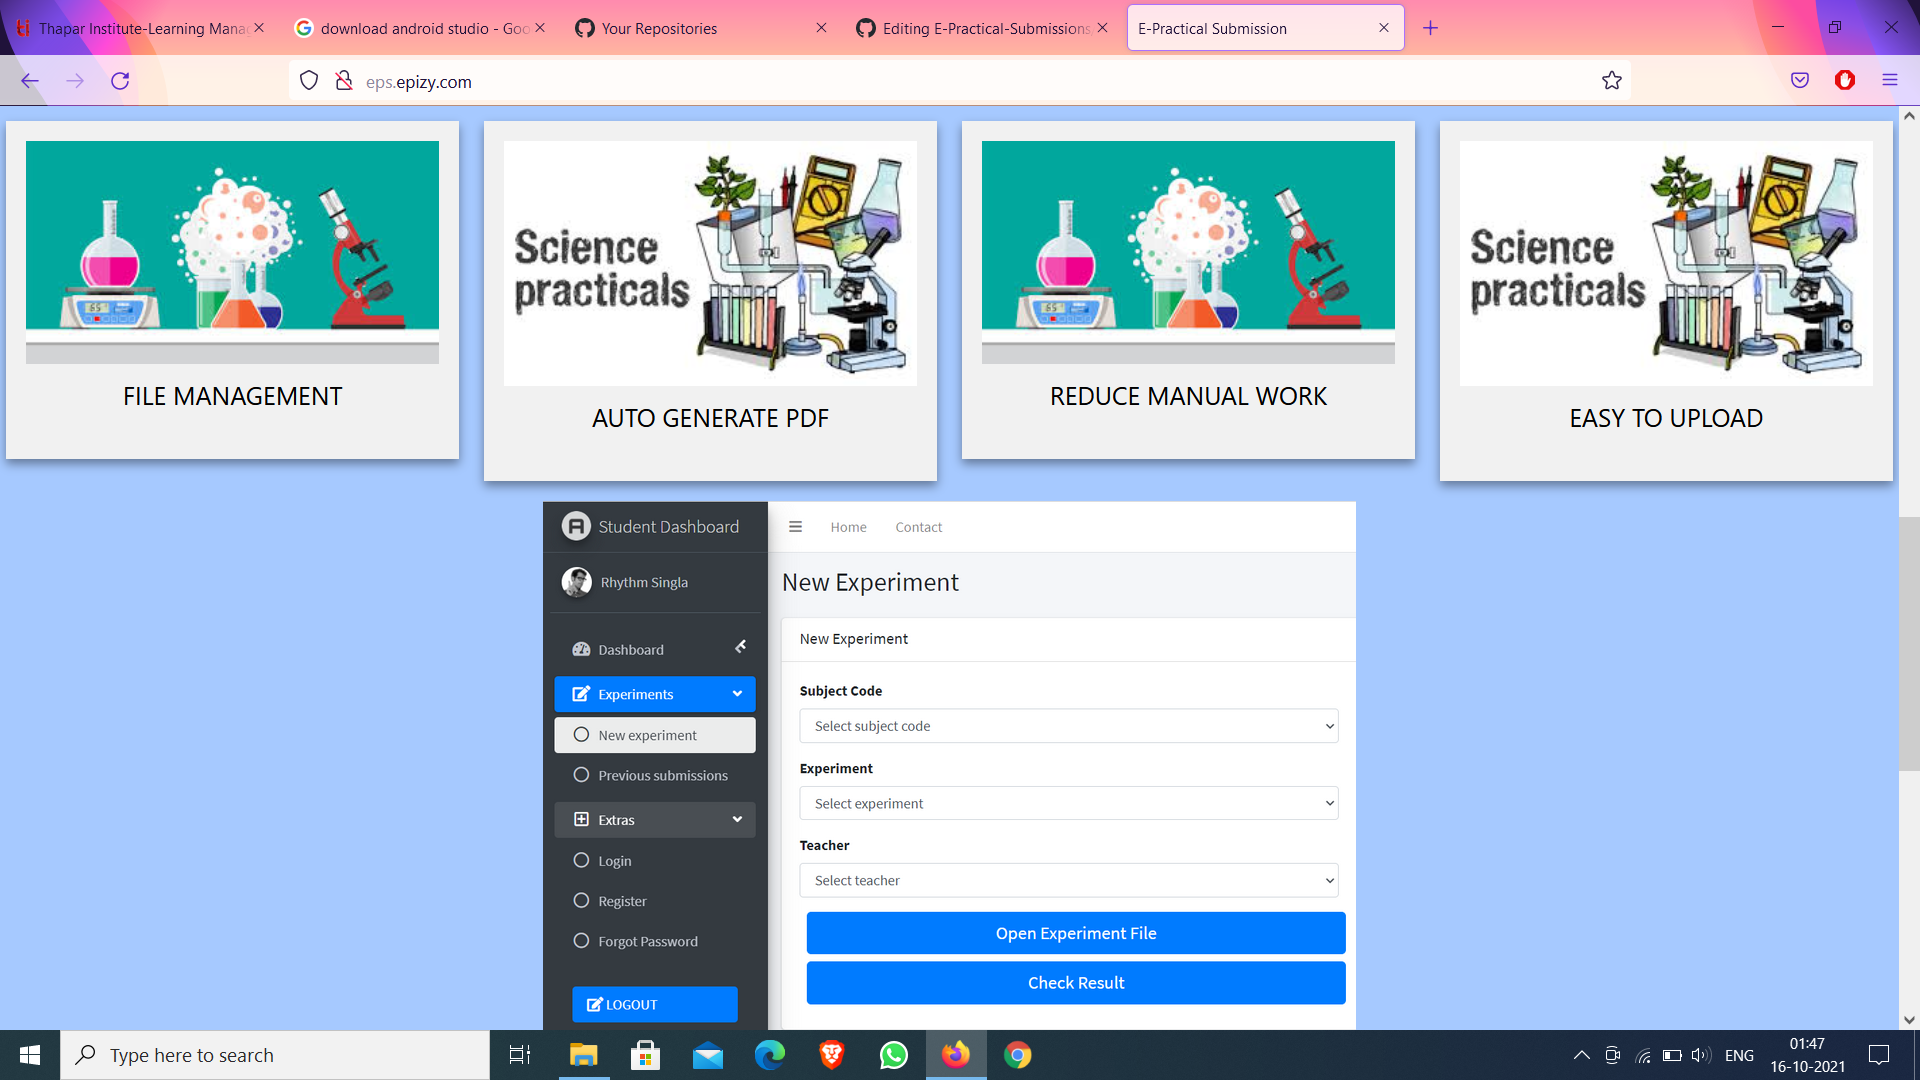 Thapar Institute-Learning Mana
download android studio - Goo
Your Repositories
Editing E-Practical-Submissions
E-Practical Submission
eps.epizy.com
FILE MANAGEMENT
Science
practicals
AUTO GENERATE PDF
REDUCE MANUAL WORK
Science
practicals
EASY TO UPLOAD
Student Dashboard
Home
Contact
Rhythm Singla
New Experiment
New Experiment
Dashboard
Experiments
New experiment
Previous submissions
Extras
Login
Register
Forgot Password
LOGOUT
Subject Code
Select subject code
Experiment
Select experiment
Teacher
Select teacher
Open Experiment File
Check Result
Type here to search
ENG
01:47
16-10-2021